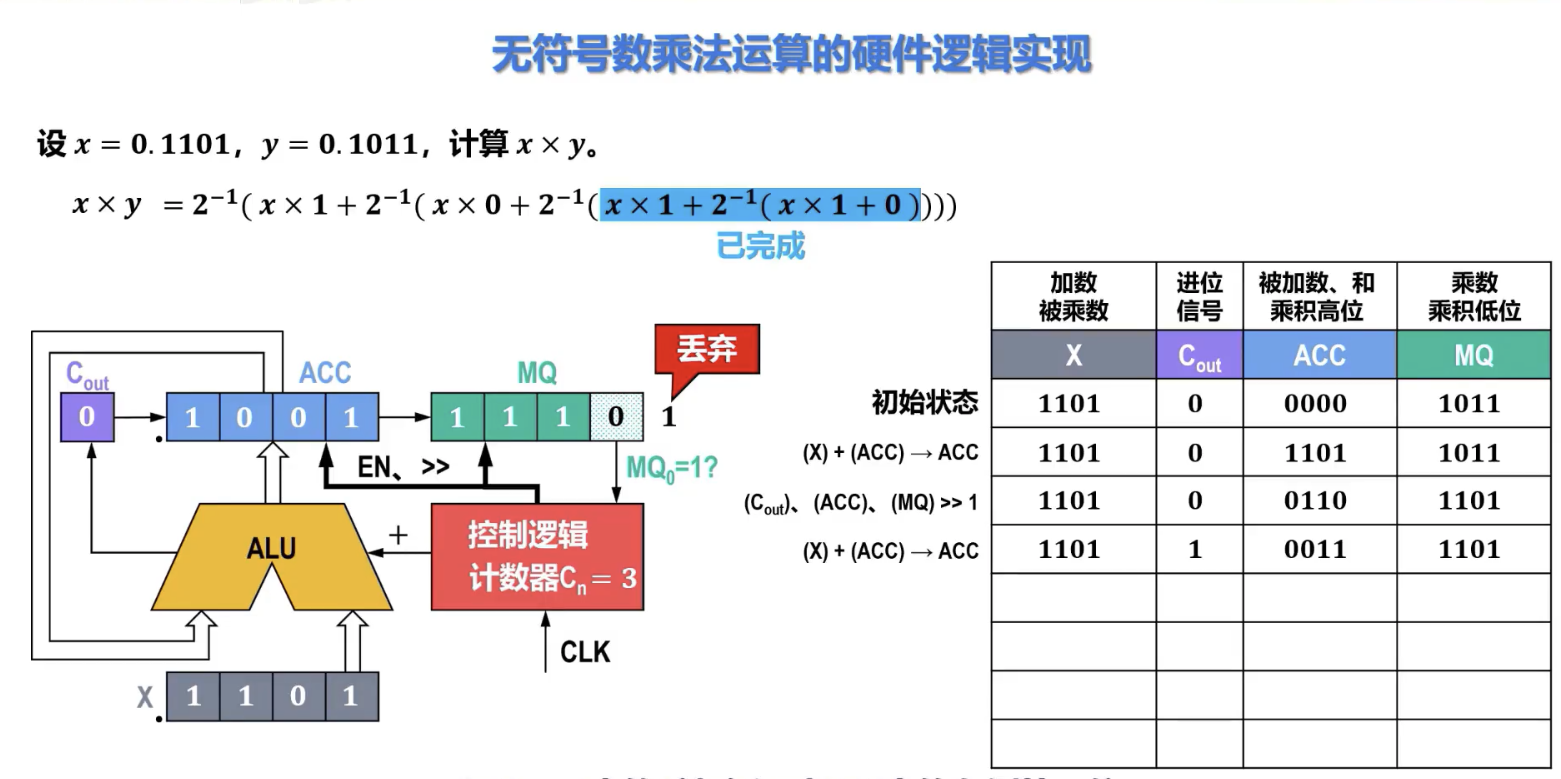 无符号数乘法运算的硬件逻辑实现
设 x = 0.1101，y = 0.1011，计算 x × y。
x × y = 2⁻¹( x × 1 + 2⁻¹( x × 0 + 2⁻¹( x × 1 + 2⁻¹( x × 1 + 0 ))))
已完成
丢弃
Cout ACC MQ
0 1 0 0 1 1 1 1 0 1
EN、 >> MQ₀=1?
ALU + 控制逻辑
计数器Cn = 3
CLK
X 1 1 0 1
加数 进位 被加数、和 乘数
被乘数 信号 乘积高位 乘积低位
X Cout ACC MQ
初始状态 1101 0 0000 1011
(X) + (ACC) → ACC 1101 0 1101 1011
(Cout)、(ACC)、(MQ) >> 1 1101 0 0110 1101
(X) + (ACC) → ACC 1101 1 0011 1101